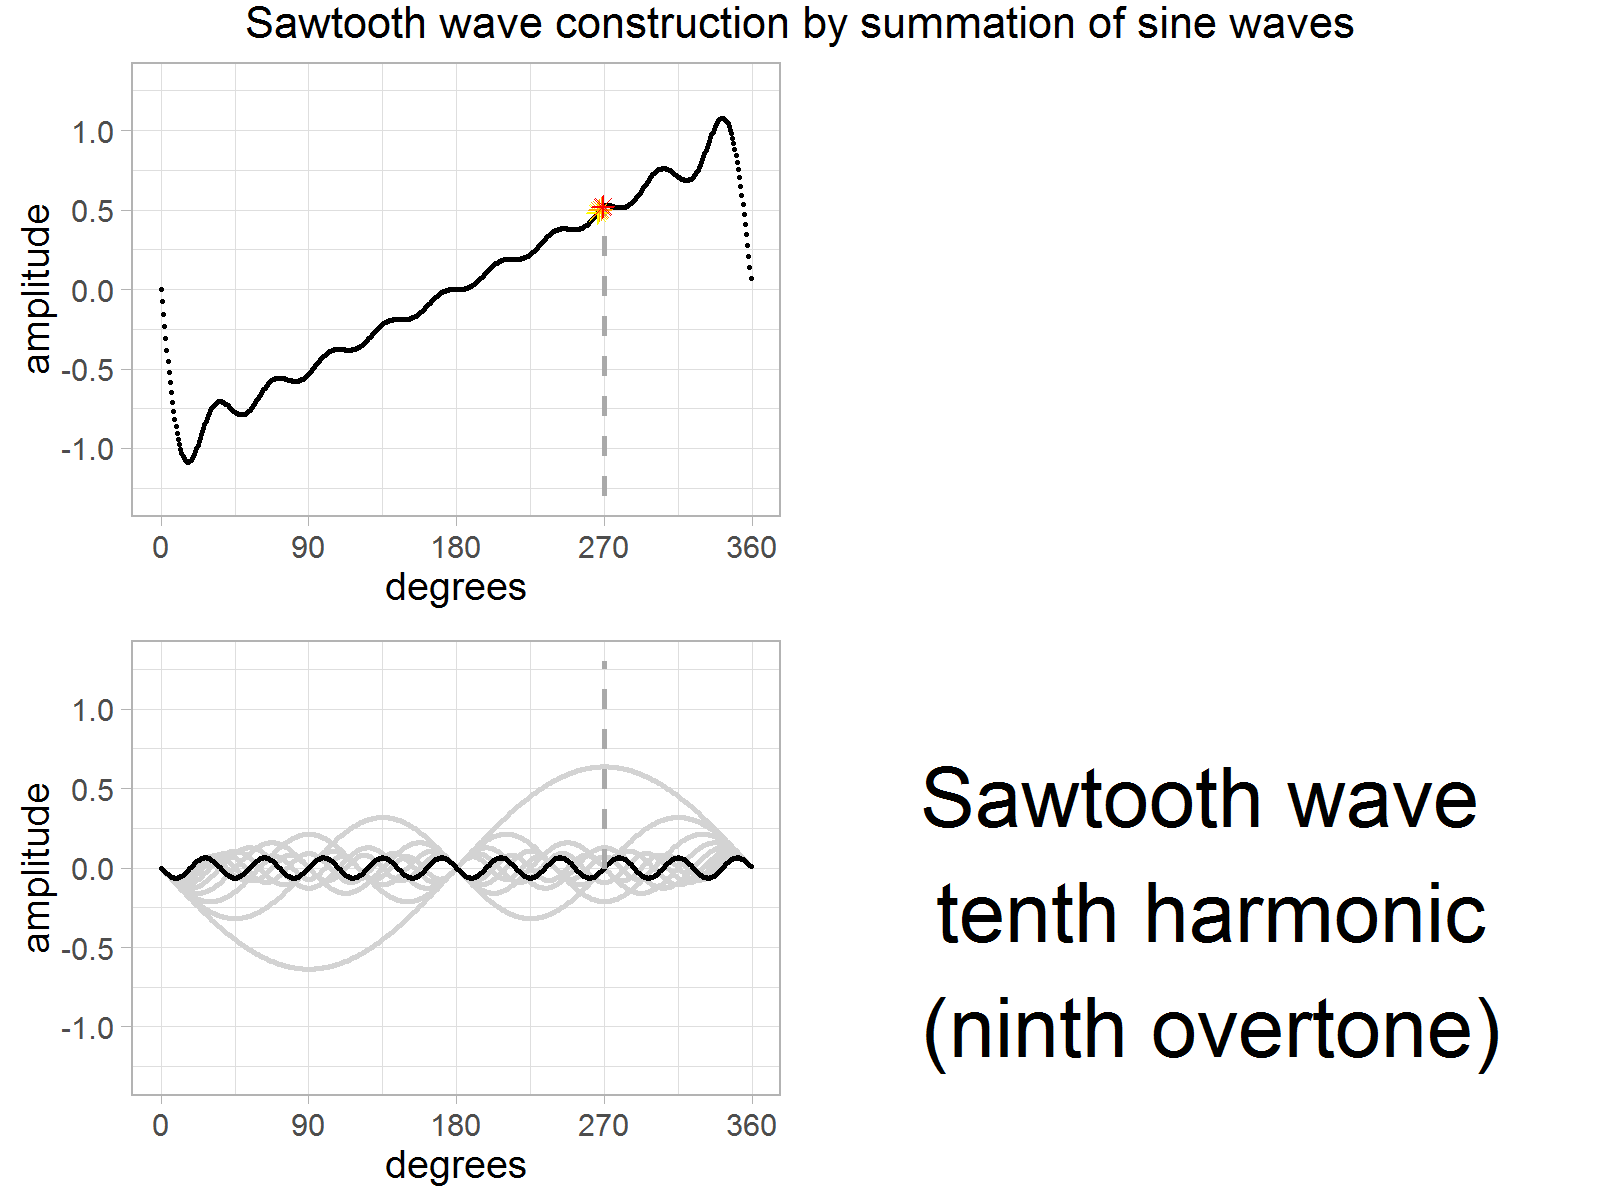 Sawtooth wave construction by summation of sine waves
amplitude
1.0
0.5
0.0
-0.5
-1.0
0 90 180 270 360
degrees
amplitude
1.0
0.5
0.0
-0.5
-1.0
0 90 180 270 360
degrees
Sawtooth wave
tenth harmonic
(ninth overtone)